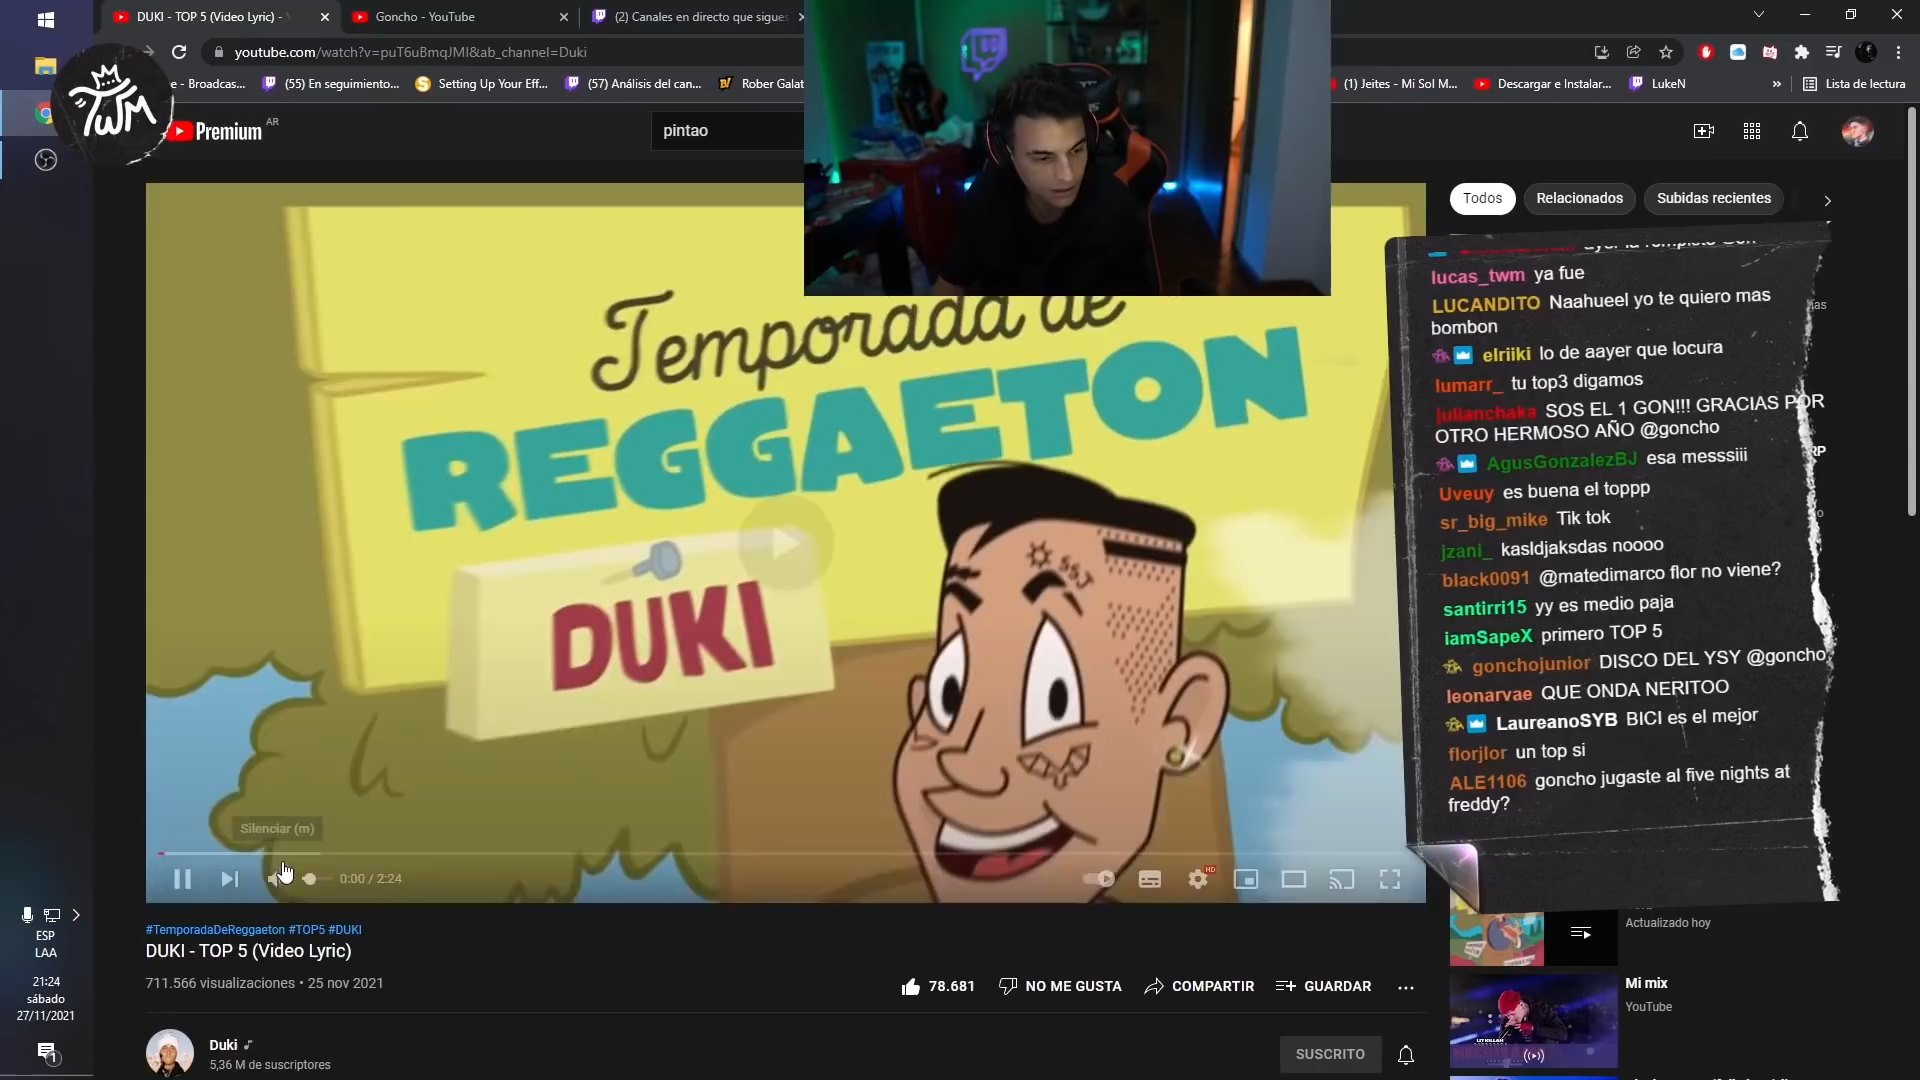 DUKI - TOP 5 (Video Lyric) -
Goncho - YouTube
(2) Canales en directo que sigues
youtube.com/watch?v=puT6uBmqJMI&ab_channel=Duki
e - Broadcas...
(55) En seguimiento...
Setting Up Your Eff...
(57) Análisis del can...
Rober Galat
(1) Jeites - Mi Sol M...
Descargar e Instalar...
LukeN
»
Lista de lectura
TWM
Premium AR
pintao
Todos
Relacionados
Subidas recientes
Temporada de
REGGAETON
DUKI
SSJ
lucas_twm ya fue
LUCANDITO Naahueel yo te quiero mas
bombon
elriiki lo de aayer que locura
lumarr_ tu top3 digamos
julianchaka SOS EL 1 GON!!! GRACIAS POR
OTRO HERMOSO AÑO @goncho
AgusGonzalezBJ esa messsiii
Uveuy es buena el toppp
sr_big_mike Tik tok
jzani_ kasldjaksdas noooo
black0091 @matedimarco flor no viene?
santirri15 yy es medio paja
iamSapeX primero TOP 5
gonchojunior DISCO DEL YSY @goncho
leonarvae QUE ONDA NERITOO
LaureanoSYB BICI es el mejor
florjlor un top si
ALE1106 goncho jugaste al five nights at
freddy?
Silenciar (m)
0:00 / 2:24
HD
#TemporadaDeReggaeton #TOP5 #DUKI
DUKI - TOP 5 (Video Lyric)
711.566 visualizaciones • 25 nov 2021
78.681
NO ME GUSTA
COMPARTIR
GUARDAR
Duki
5,36 M de suscriptores
SUSCRITO
Actualizado hoy
Mi mix
YouTube
LIT KILLAH
ESP
LAA
21:24
sábado
27/11/2021
1